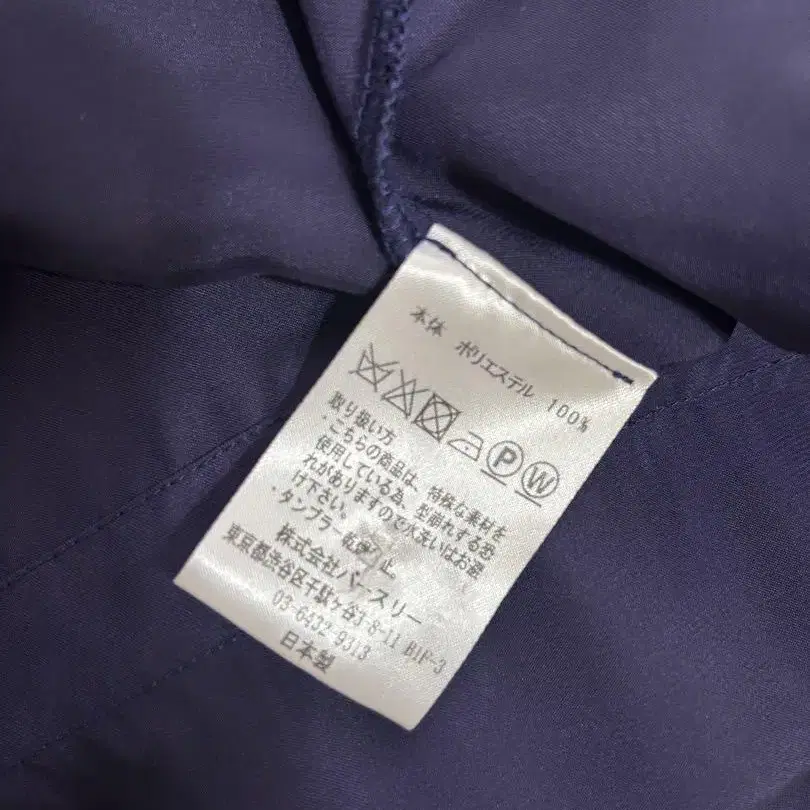 本体 ポリエステル 100%
P W
取り扱い方
・こちらの商品は、特殊な素材を
使用している為、型崩れする恐
れがありますので水洗いはお避
け下さい。
・タンブラー乾燥 止
株式会社バースリー
東京都渋谷区千駄ヶ谷3-8-11 B1F-3
03-6432-9313
日本製